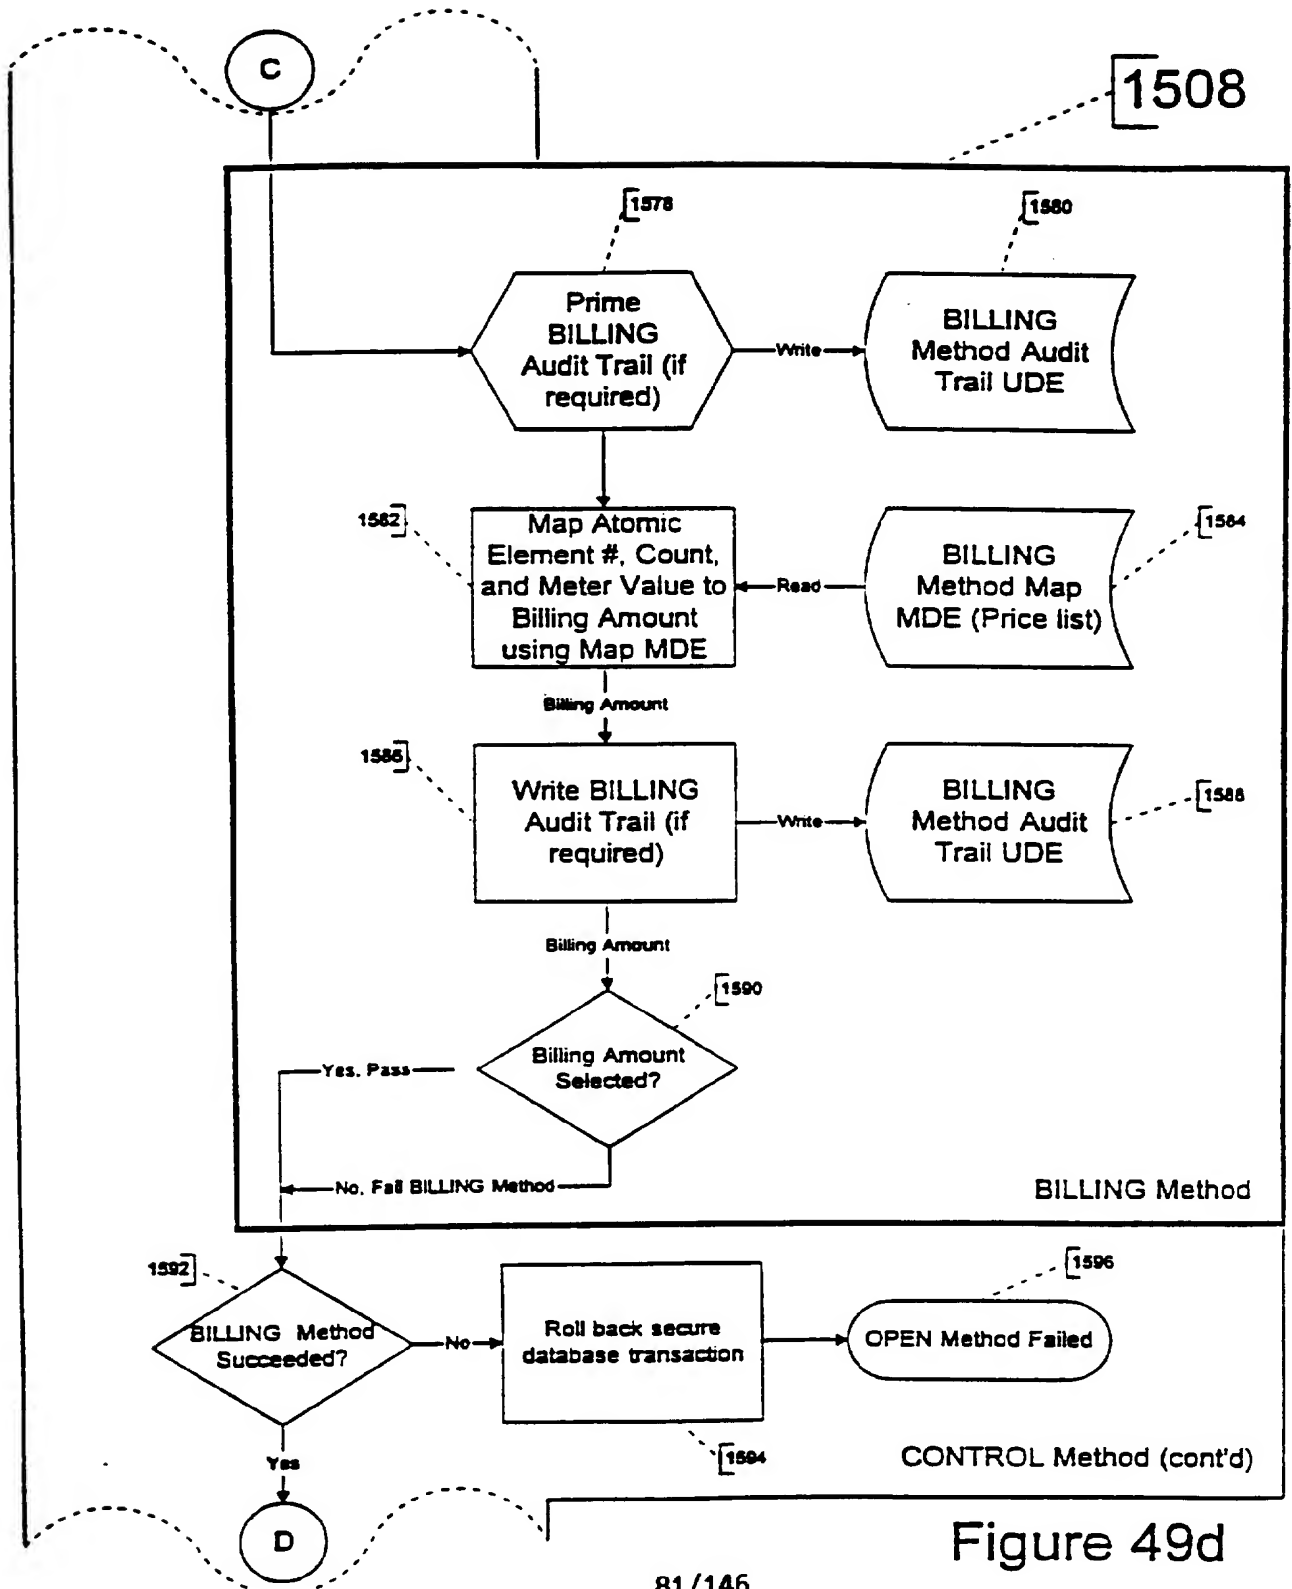 C
1508
1578
1580
Prime
BILLING
Audit Trail (if
required)
Write
BILLING
Method Audit
Trail UDE
1582
Map Atomic
Element #, Count,
and Meter Value to
Billing Amount
using Map MDE
Read
BILLING
Method Map
MDE (Price list)
1584
Billing Amount
1586
Write BILLING
Audit Trail (if
required)
Write
BILLING
Method Audit
Trail UDE
1588
Billing Amount
1590
Billing Amount
Selected?
Yes, Pass
No, Fail BILLING Method
BILLING Method
1592
BILLING Method
Succeeded?
No
Roll back secure
database transaction
1596
OPEN Method Failed
1594
Yes
CONTROL Method (cont'd)
D
Figure 49d
81/146